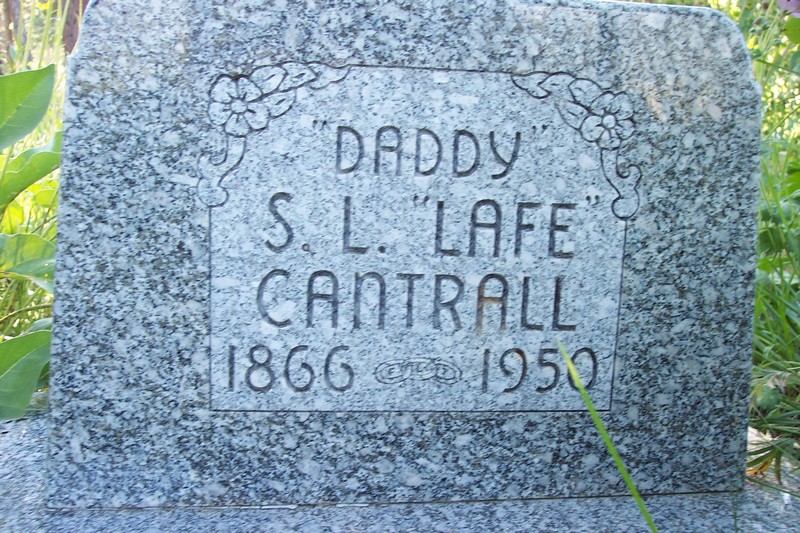 "DADDY"
S. L. "LAFE"
CANTRALL
1866 1950